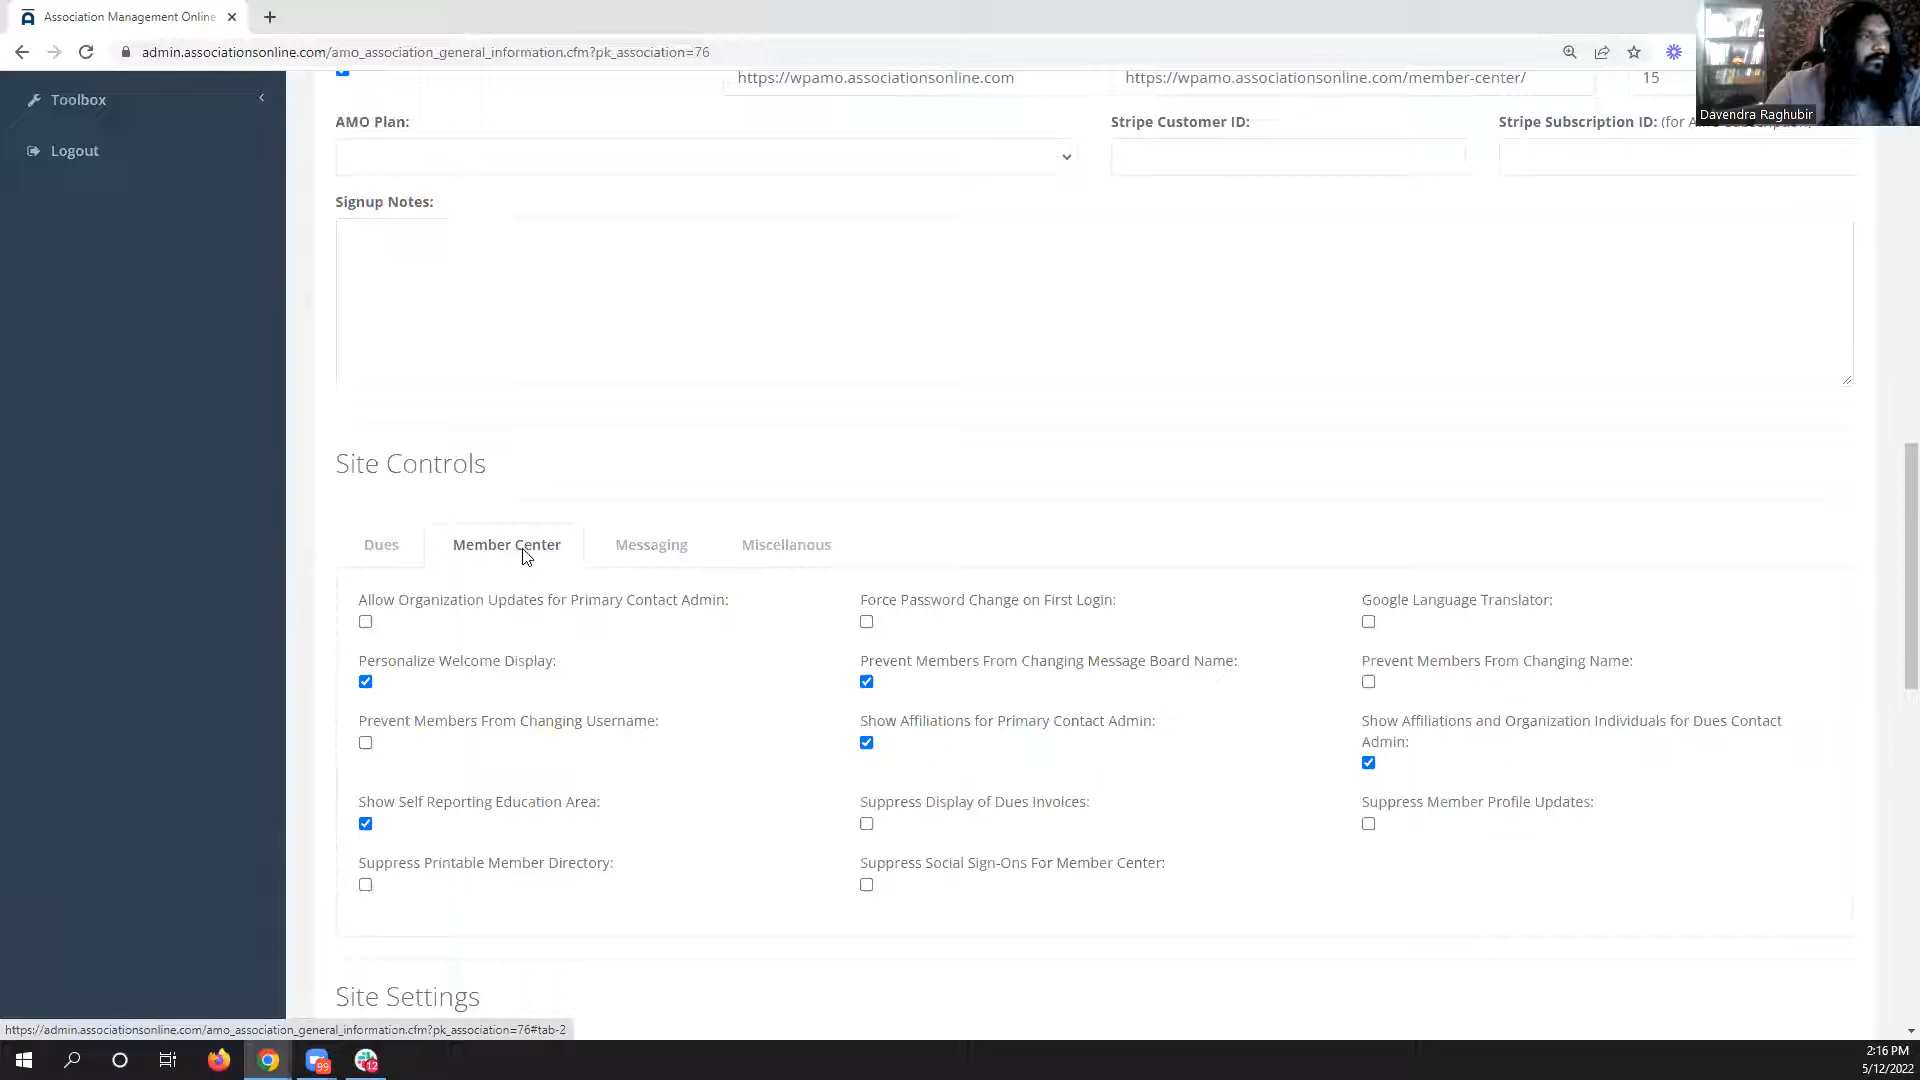 Association Management Online
admin.associationsonline.com/amo_association_general_information.cfm?pk_association=76
Davendra Raghubir
Toolbox
Logout
https://wpamo.associationsonline.com
https://wpamo.associationsonline.com/member-center/
15
AMO Plan:
Stripe Customer ID:
Stripe Subscription ID: (for
Signup Notes:
Site Controls
Dues
Member Center
Messaging
Miscellanous
Allow Organization Updates for Primary Contact Admin:
Force Password Change on First Login:
Google Language Translator:
Personalize Welcome Display:
Prevent Members From Changing Message Board Name:
Prevent Members From Changing Name:
Prevent Members From Changing Username:
Show Affiliations for Primary Contact Admin:
Show Affiliations and Organization Individuals for Dues Contact
Admin:
Show Self Reporting Education Area:
Suppress Display of Dues Invoices:
Suppress Member Profile Updates:
Suppress Printable Member Directory:
Suppress Social Sign-Ons For Member Center:
Site Settings
https://admin.associationsonline.com/amo_association_general_information.cfm?pk_association=76#tab-2
99
12
2:16 PM
5/12/2022